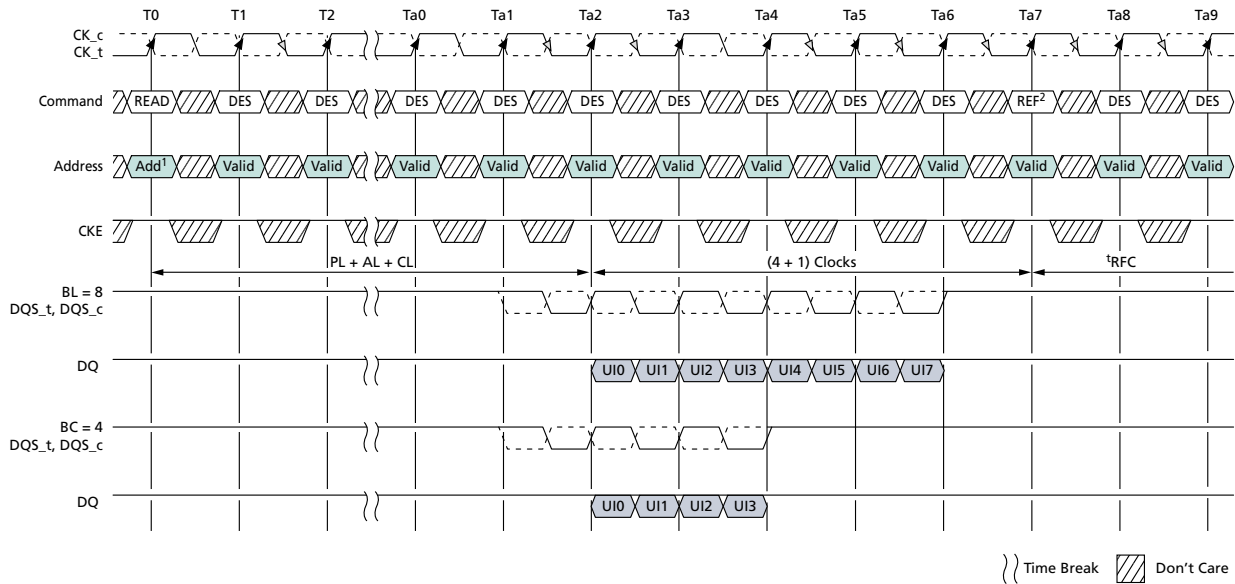 T0 T1 T2 Ta0 Ta1 Ta2 Ta3 Ta4 Ta5 Ta6 Ta7 Ta8 Ta9
CK_c
CK_t
Command READ DES DES DES DES DES DES DES DES DES REF2 DES DES
Address Add1 Valid Valid Valid Valid Valid Valid Valid Valid Valid Valid Valid Valid
CKE
PL + AL + CL (4 + 1) Clocks tRFC
BL = 8
DQS_t, DQS_c
DQ UI0 UI1 UI2 UI3 UI4 UI5 UI6 UI7
BC = 4
DQS_t, DQS_c
DQ UI0 UI1 UI2 UI3
Time Break Don't Care